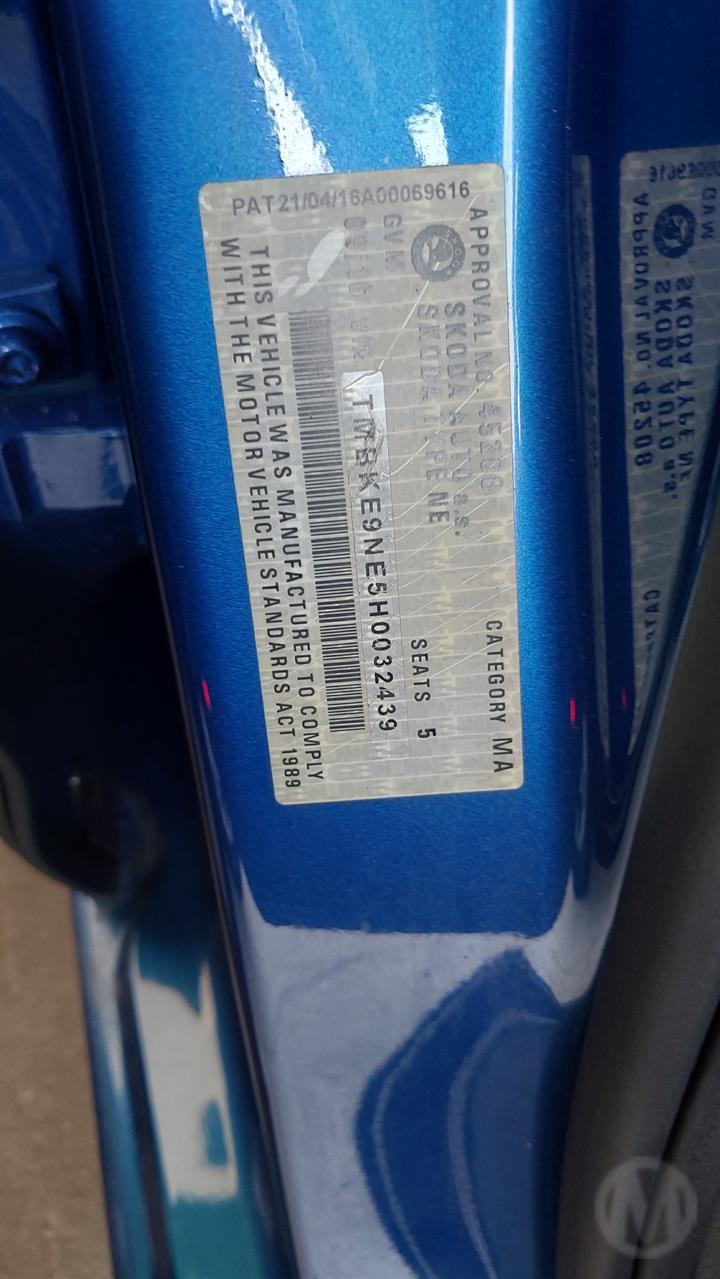 APPROVAL NO. 45208
SKODA AUTO a.s.
SKODA TYPE NE
CATEGORY MA
GVM
SEATS 5
TMBKE9NE5H0032439
THIS VEHICLE WAS MANUFACTURED TO COMPLY
WITH THE MOTOR VEHICLE STANDARDS ACT 1989
PAT21/04/16A00069616
M